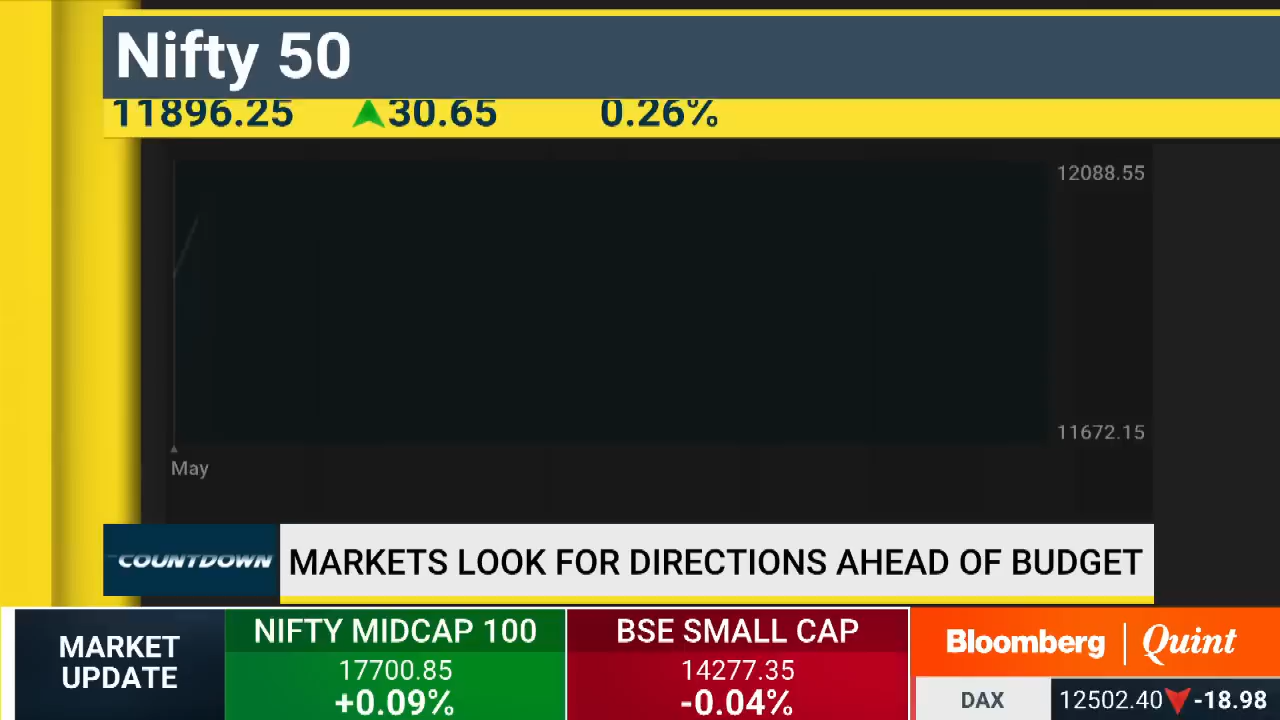 Nifty 50
11896.25 ▲30.65 0.26%
12088.55
11672.15
May
COUNTDOWN
MARKETS LOOK FOR DIRECTIONS AHEAD OF BUDGET
MARKET
UPDATE
NIFTY MIDCAP 100
17700.85
+0.09%
BSE SMALL CAP
14277.35
-0.04%
Bloomberg | Quint
DAX 12502.40 ▼-18.98